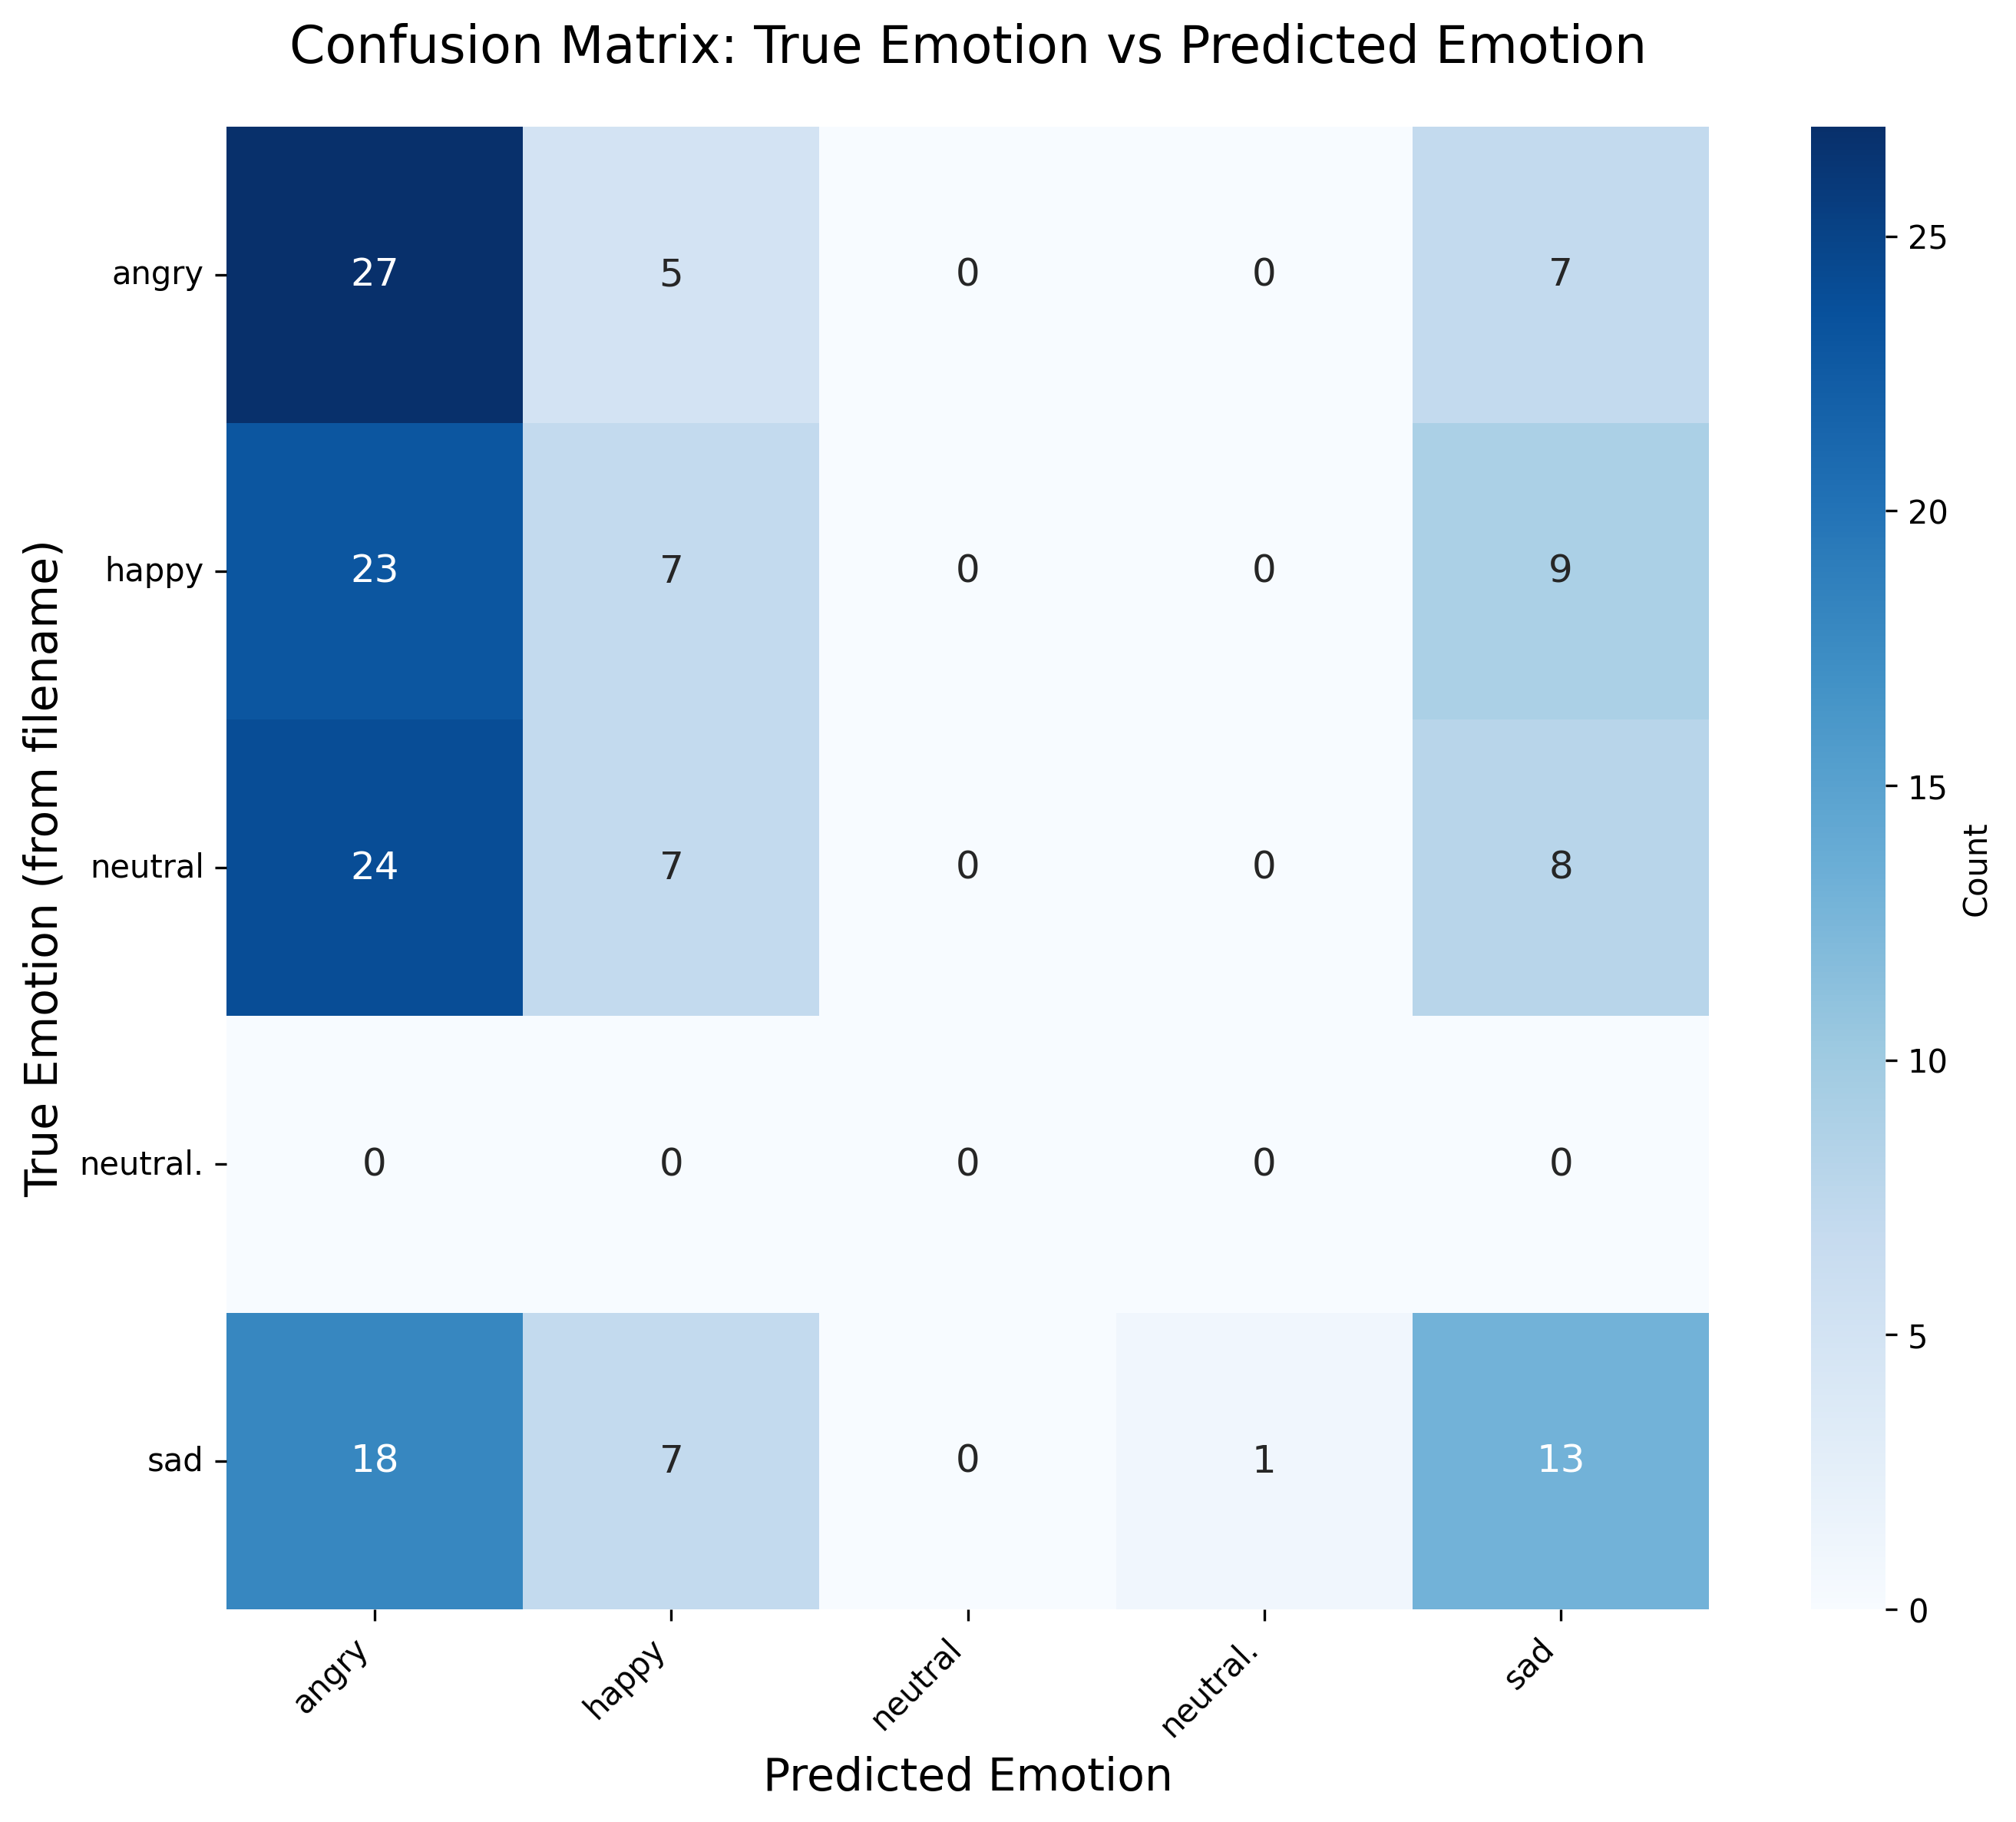 Confusion Matrix: True Emotion vs Predicted Emotion
True Emotion (from filename)
angry 27 5 0 0 7
happy 23 7 0 0 9
neutral 24 7 0 0 8
neutral. 0 0 0 0 0
sad 18 7 0 1 13
angry happy neutral neutral. sad
Predicted Emotion
25
20
15
10
5
0
Count